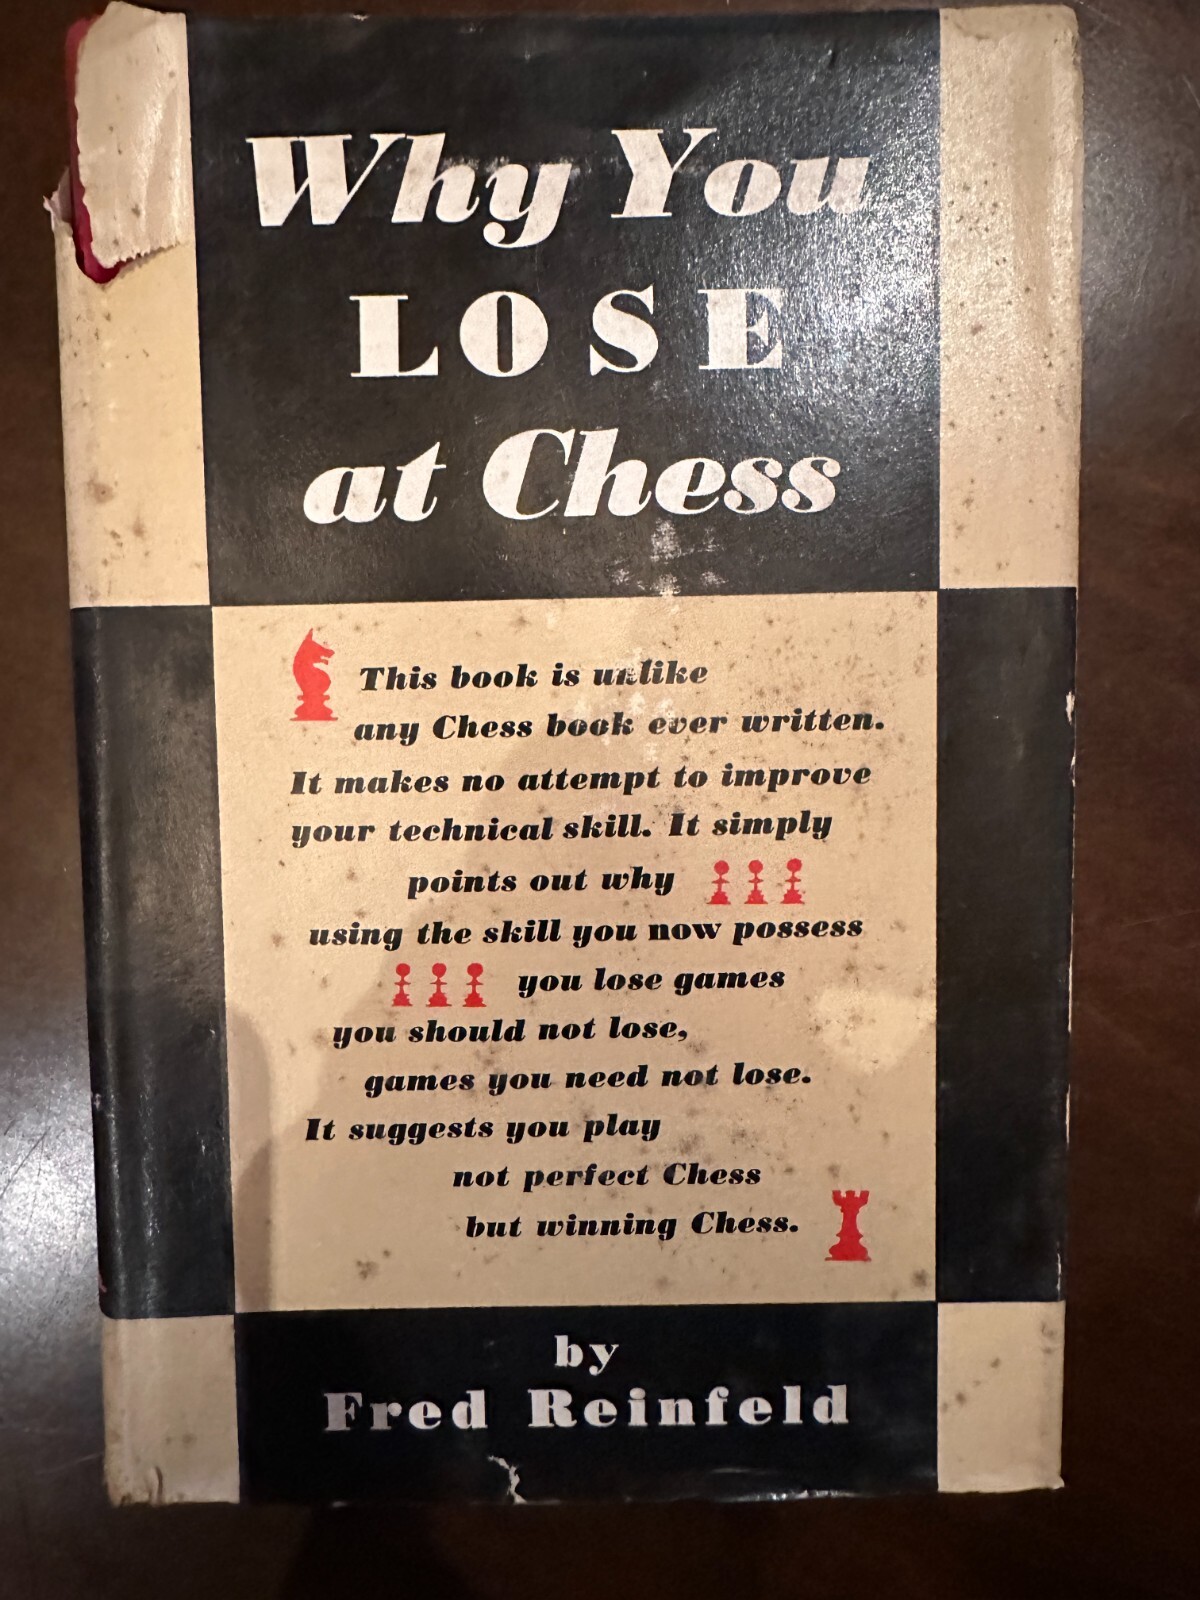 Why You
LOSE
at Chess
This book is unlike
any Chess book ever written.
It makes no attempt to improve
your technical skill. It simply
points out why
using the skill you now possess
you lose games
you should not lose,
games you need not lose.
It suggests you play
not perfect Chess
but winning Chess.
by
Fred Reinfeld